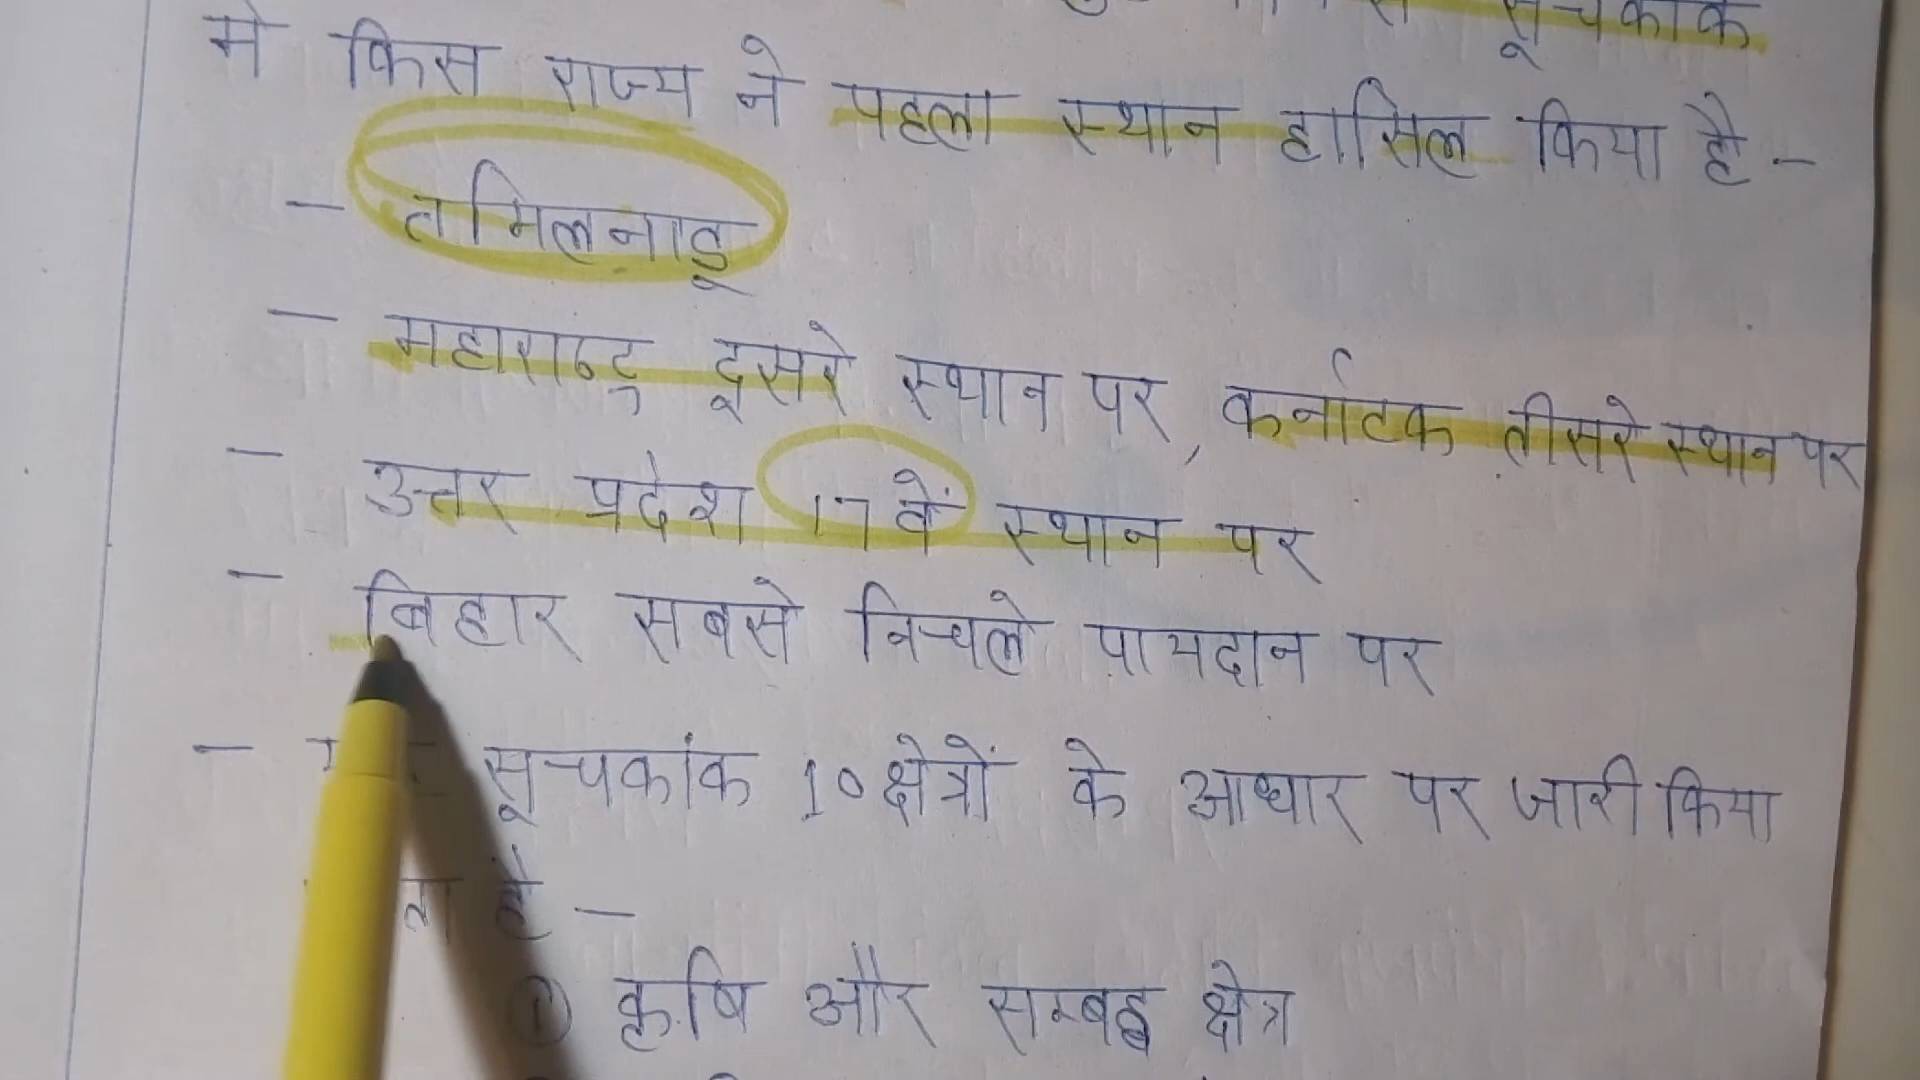 सूचकांक
मे किस राज्य ने पहला स्थान हासिल किया है -
- तमिलनाडू
- महाराष्ट्र दूसरे स्थान पर, कर्नाटक तीसरे स्थान पर
- उत्तर प्रदेश 17वें स्थान पर
- बिहार सबसे निचले पायदान पर
- सूचकांक 10 क्षेत्रों के आधार पर जारी किया
है -
① कृषि और सम्बद्ध क्षेत्र